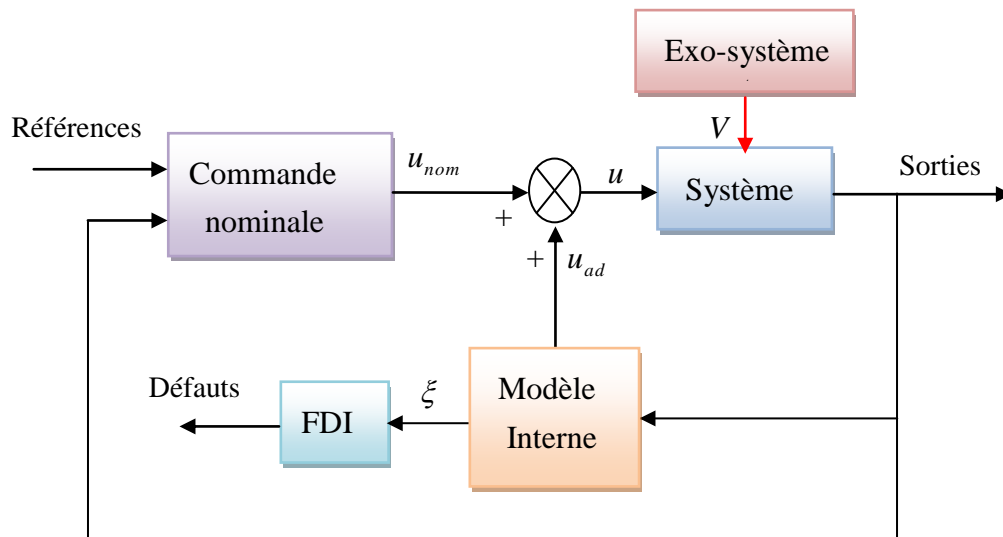 Exo-système
Références
V
Commande
nominale
u_nom
+
u
Système
Sorties
+
u_ad
Défauts
FDI
ξ
Modèle
Interne